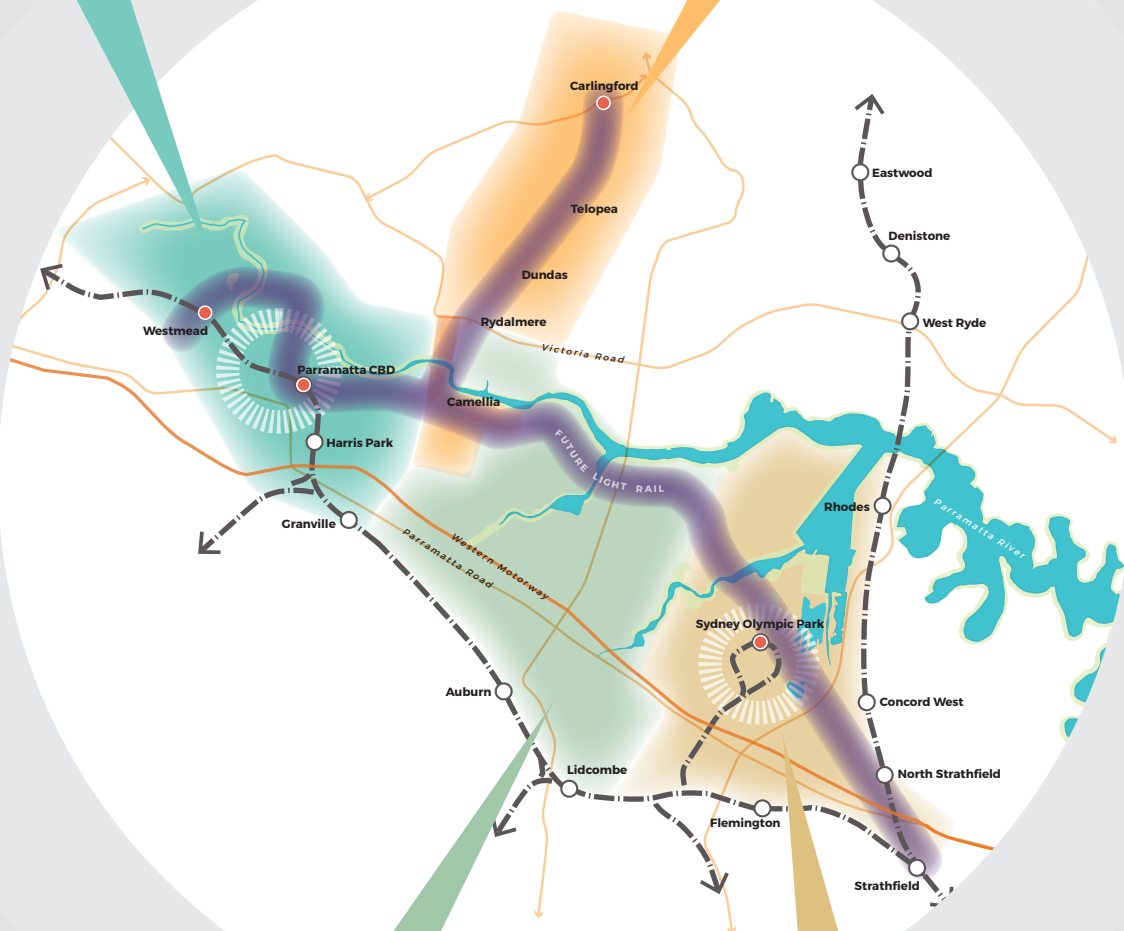 Carlingford
Eastwood
Telopea
Denistone
Dundas
Rydalmere
West Ryde
Westmead
Victoria Road
Parramatta CBD
Camellia
Harris Park
FUTURE LIGHT RAIL
Rhodes
Parramatta River
Granville
Western Motorway
Parramatta Road
Sydney Olympic Park
Auburn
Concord West
Lidcombe
North Strathfield
Flemington
Strathfield